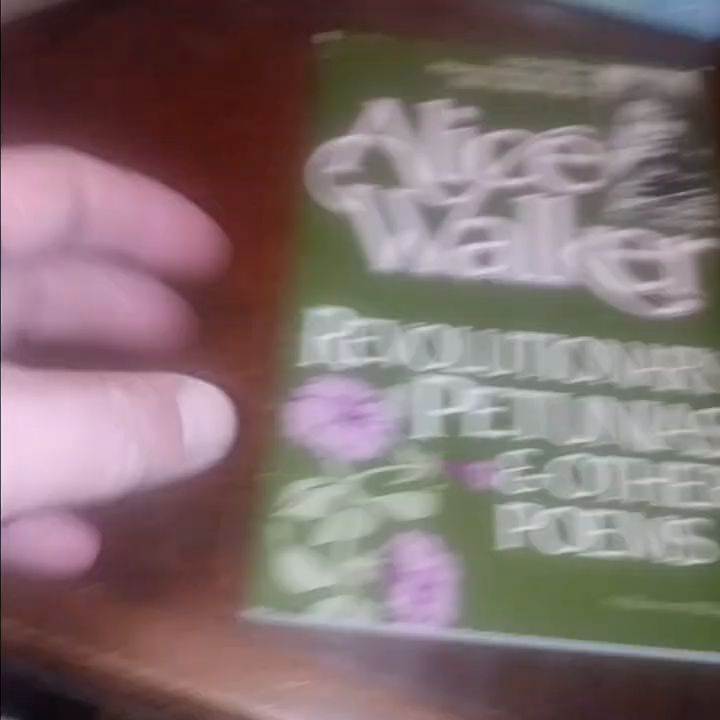 Alice
Walker
REVOLUTIONARY
PETUNIAS
& OTHER
POEMS